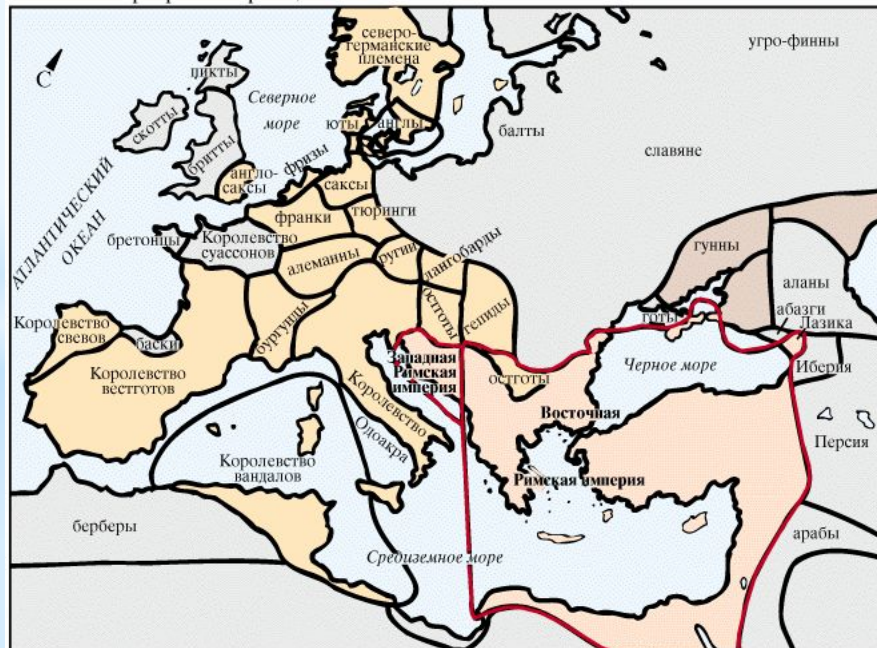 северо-
германские
племена
угро-финны
С
пикты
Северное
море
скотты
бритты
юты
англы
балты
славяне
фризы
англо-
саксы
саксы
АТЛАНТИЧЕСКИЙ
ОКЕАН
франки
тюринги
бретонцы
Королевство
суассонов
алеманны
ругии
лангобарды
гунны
аланы
абазги
Лазика
готы
остготы
гепиды
бургунды
Королевство
свевов
баски
Западная
Римская
империя
Черное море
Иберия
Королевство
вестготов
остготы
Королевство
Одоакра
Восточная
Римская империя
Персия
Королевство
вандалов
берберы
Средиземное море
арабы